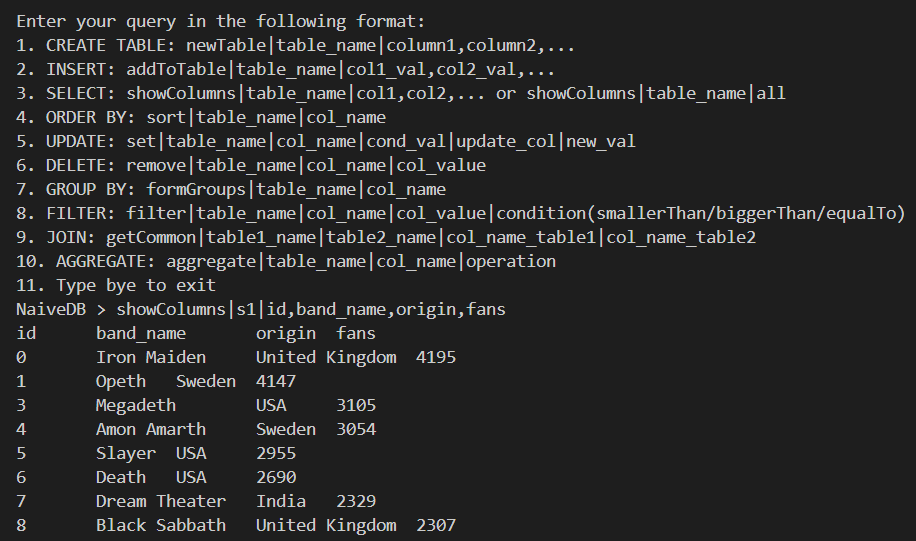 Enter your query in the following format:
1. CREATE TABLE: newTable|table_name|column1,column2,...
2. INSERT: addToTable|table_name|col1_val,col2_val,...
3. SELECT: showColumns|table_name|col1,col2,... or showColumns|table_name|all
4. ORDER BY: sort|table_name|col_name
5. UPDATE: set|table_name|col_name|cond_val|update_col|new_val
6. DELETE: remove|table_name|col_name|col_value
7. GROUP BY: formGroups|table_name|col_name
8. FILTER: filter|table_name|col_name|col_value|condition(smallerThan/biggerThan/equalTo)
9. JOIN: getCommon|table1_name|table2_name|col_name_table1|col_name_table2
10. AGGREGATE: aggregate|table_name|col_name|operation
11. Type bye to exit
NaiveDB > showColumns|s1|id,band_name,origin,fans
id      band_name       origin  fans
0       Iron Maiden     United Kingdom  4195
1       Opeth   Sweden  4147
3       Megadeth        USA     3105
4       Amon Amarth     Sweden  3054
5       Slayer  USA     2955
6       Death   USA     2690
7       Dream Theater   India   2329
8       Black Sabbath   United Kingdom  2307